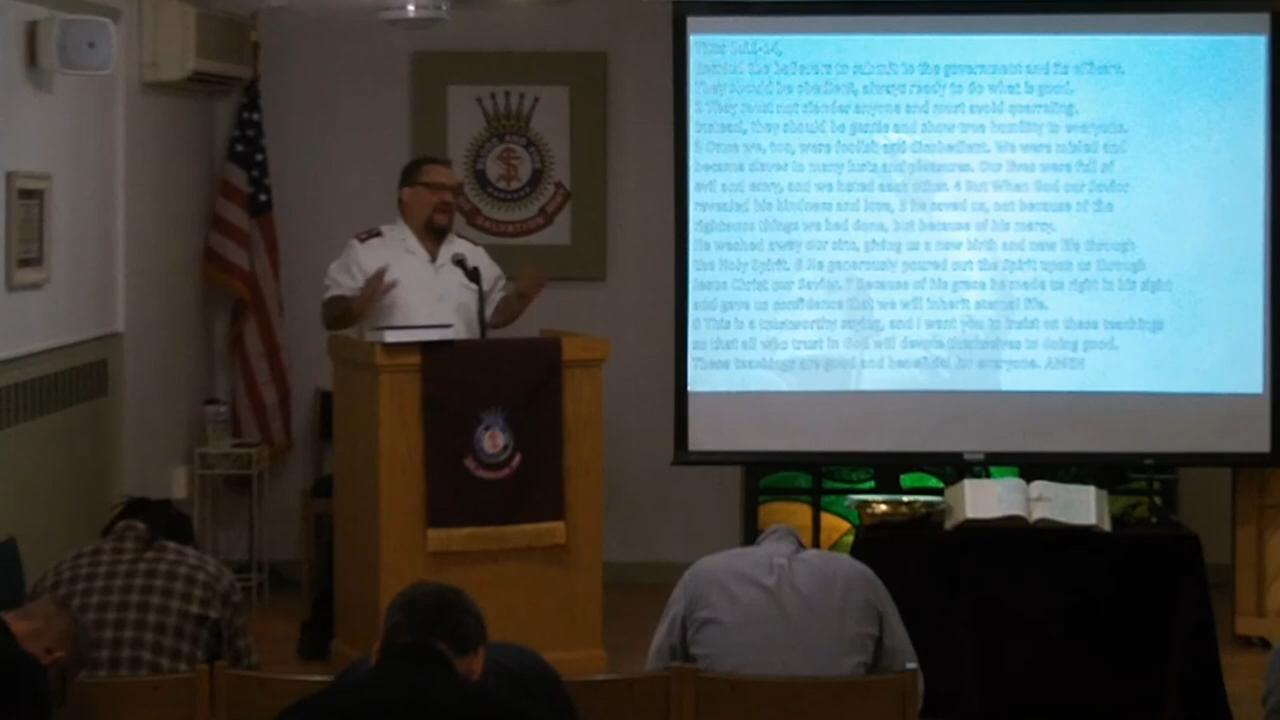 BLOOD AND FIRE
SALVATION
Titus 3:1-14,
Remind the believers to submit to the government and its officers.
They should be obedient, always ready to do what is good.
2 They must not slander anyone and must avoid quarreling.
Instead, they should be gentle and show true humility to everyone.
3 Once we, too, were foolish and disobedient. We were misled and
became slaves to many lusts and pleasures. Our lives were full of
evil and envy, and we hated each other. 4 But When God our Savior
revealed his kindness and love, 5 he saved us, not because of the
righteous things we had done, but because of his mercy.
He washed away our sins, giving us a new birth and new life through
the Holy Spirit. 6 He generously poured out the Spirit upon us through
Jesus Christ our Savior. 7 Because of his grace he made us right in his sight
and gave us confidence that we will inherit eternal life.
8 This is a trustworthy saying, and I want you to insist on these teachings
so that all who trust in God will devote themselves to doing good.
These teachings are good and beneficial for everyone. AMEN